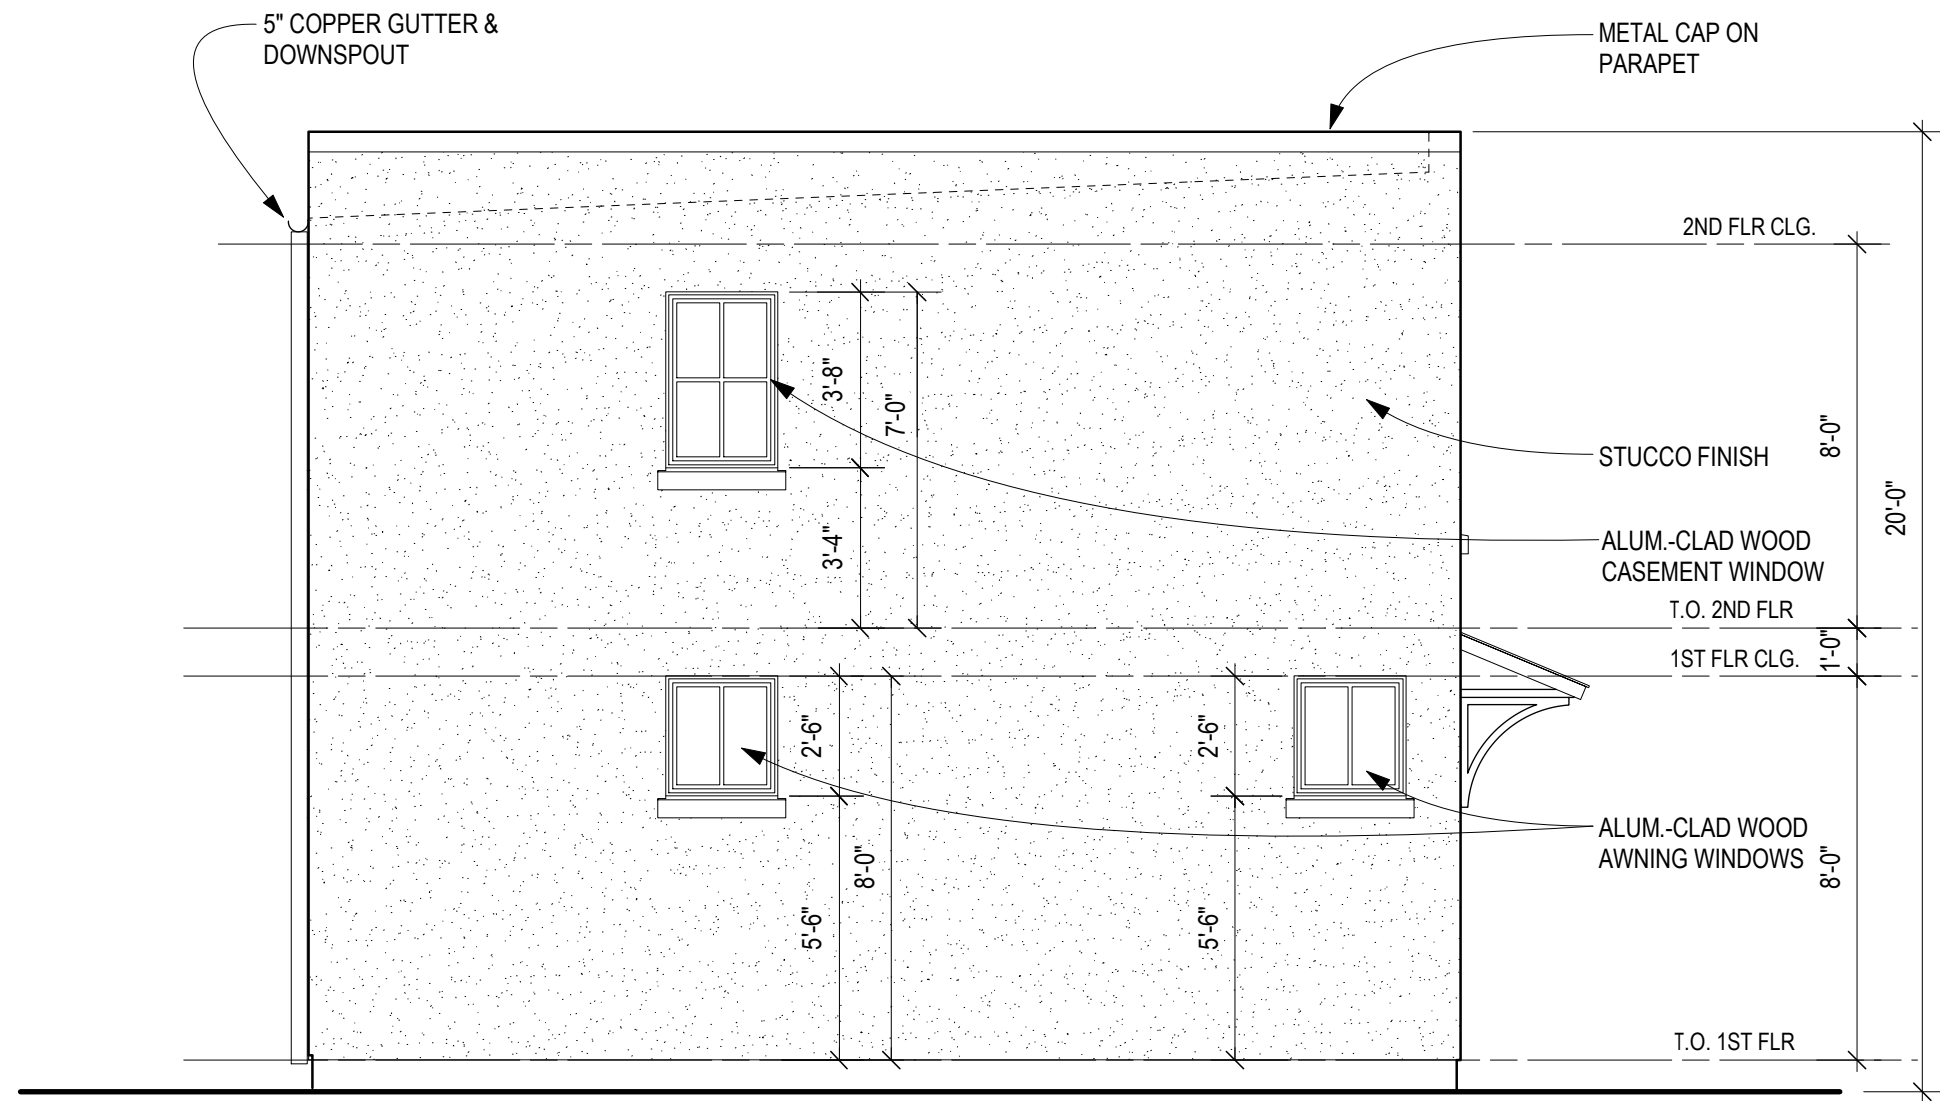 5" COPPER GUTTER &
DOWNSPOUT
METAL CAP ON
PARAPET
2ND FLR CLG.
3'-8"
7'-0"
8'-0"
STUCCO FINISH
20'-0"
3'-4"
ALUM.-CLAD WOOD
CASEMENT WINDOW
T.O. 2ND FLR
1'-0"
1ST FLR CLG.
2'-6"
2'-6"
ALUM.-CLAD WOOD
AWNING WINDOWS
8'-0"
8'-0"
5'-6"
5'-6"
T.O. 1ST FLR